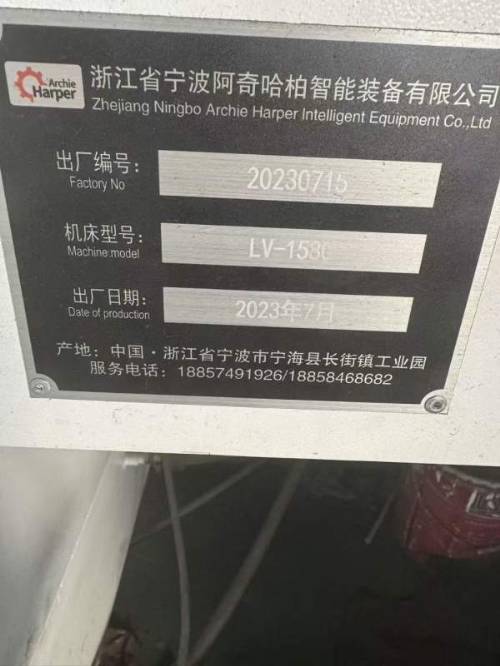 Archie Harper
浙江省宁波阿奇哈柏智能装备有限公司
Zhejiang Ningbo Archie Harper Intelligent Equipment Co.,Ltd
出厂编号: 20230715
Factory No
机床型号: LV-1580
Machine model
出厂日期: 2023年7月
Date of production
产地: 中国·浙江省宁波市宁海县长街镇工业园
服务电话: 18857491926/18858468682